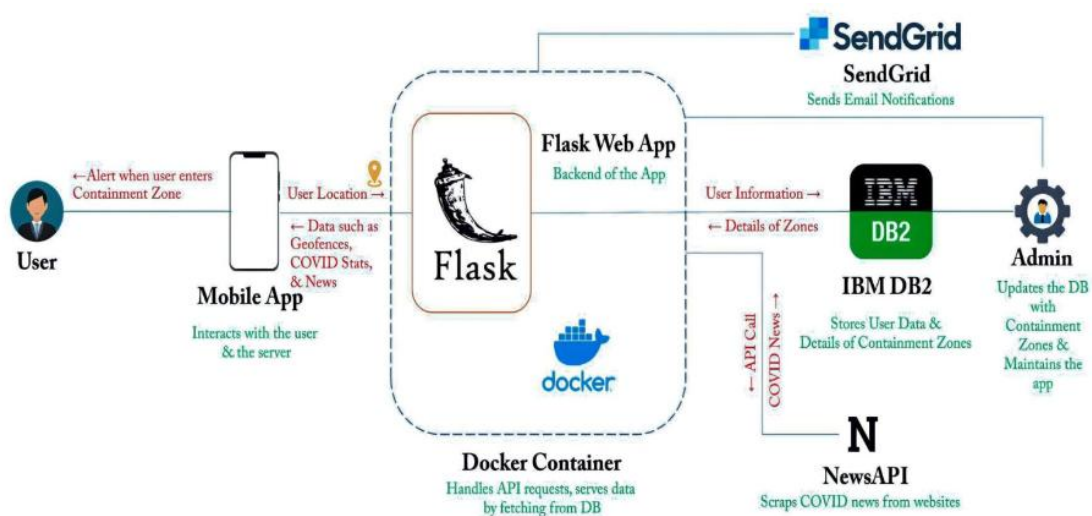 SendGrid
SendGrid
Sends Email Notifications
Flask Web App
Backend of the App
←Alert when user enters
Containment Zone
User Location →
← Data such as
Geofences,
COVID Stats,
& News
User
Mobile App
Interacts with the user
& the server
Flask
docker
User Information →
← Details of Zones
IBM
DB2
IBM DB2
Stores User Data &
Details of Containment Zones
Admin
Updates the DB
with
Containment
Zones &
Maintains the
app
← API Call
COVID News →
Docker Container
Handles API requests, serves data
by fetching from DB
N
NewsAPI
Scraps COVID news from websites